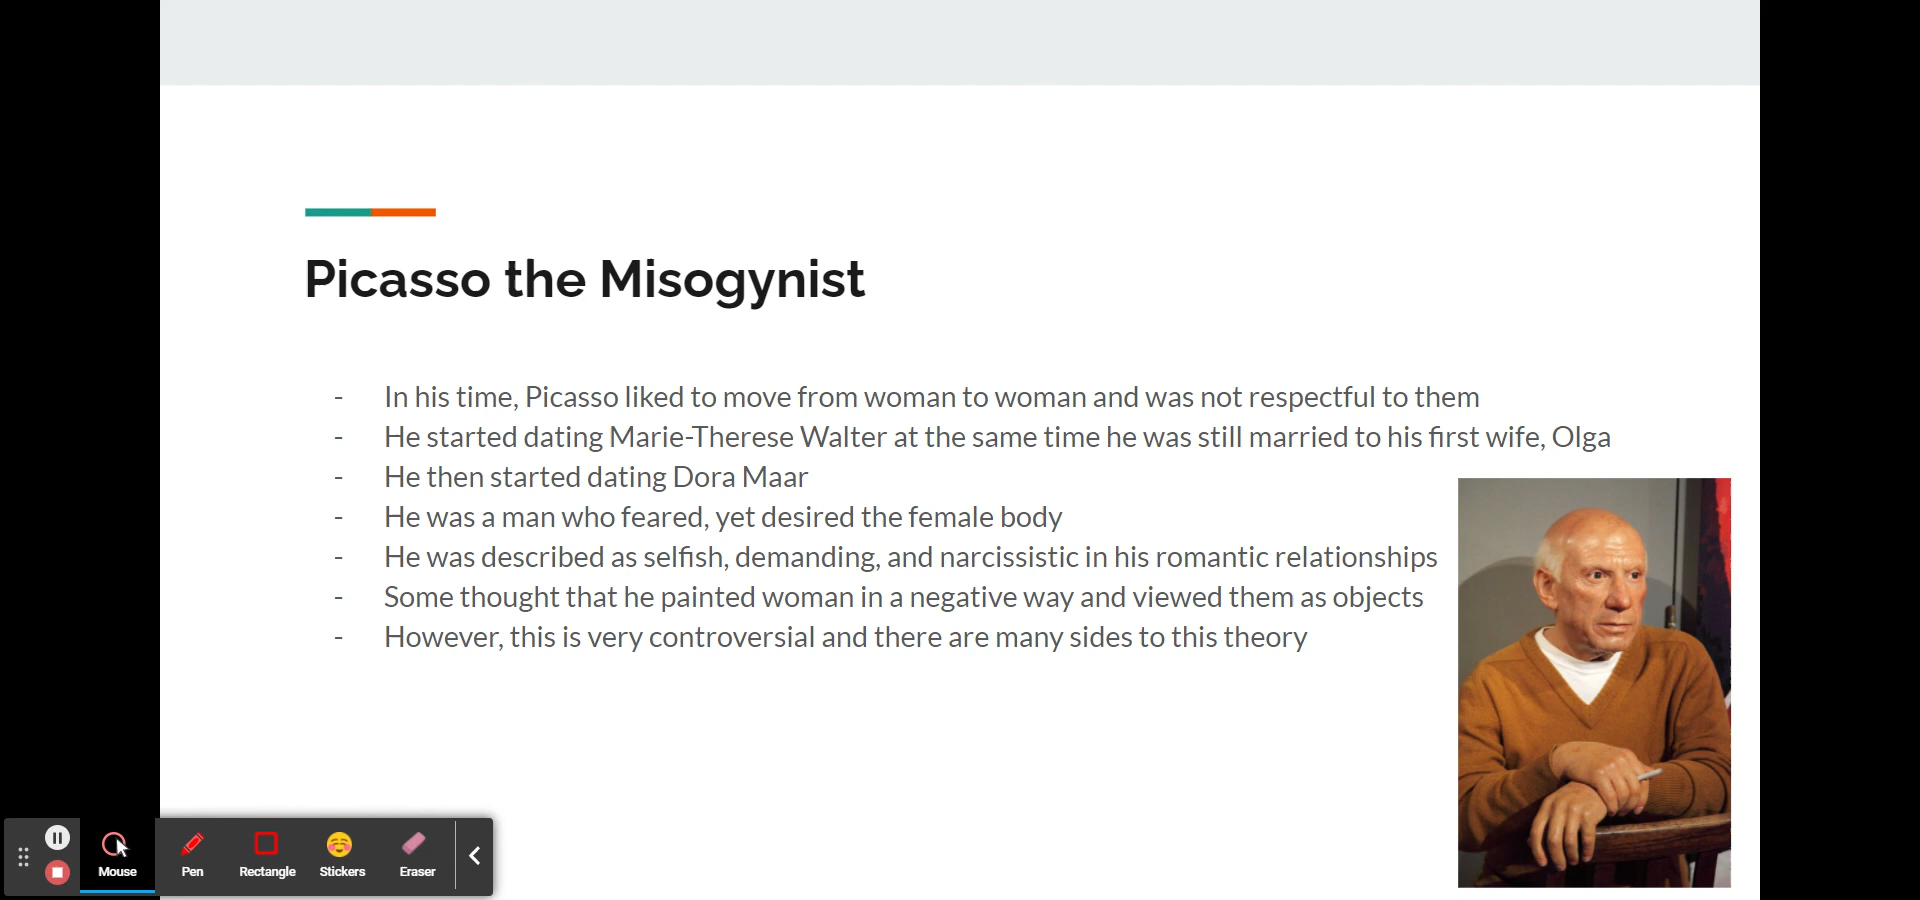 Picasso the Misogynist
- In his time, Picasso liked to move from woman to woman and was not respectful to them
- He started dating Marie-Therese Walter at the same time he was still married to his first wife, Olga
- He then started dating Dora Maar
- He was a man who feared, yet desired the female body
- He was described as selfish, demanding, and narcissistic in his romantic relationships
- Some thought that he painted woman in a negative way and viewed them as objects
- However, this is very controversial and there are many sides to this theory
Mouse Pen Rectangle Stickers Eraser